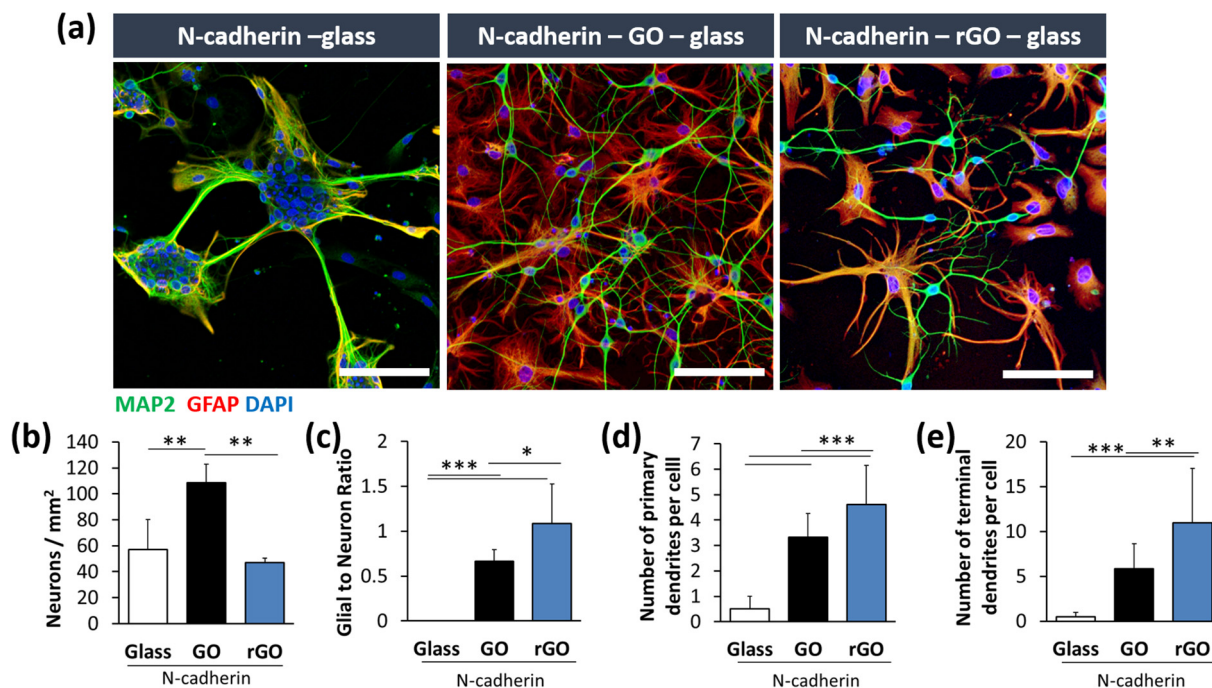 (a)
N-cadherin –glass
N-cadherin – GO – glass
N-cadherin – rGO – glass
MAP2 GFAP DAPI
(b)
Neurons / mm²
140
120
100
80
60
40
20
0
**
**
Glass GO rGO
N-cadherin
(c)
Glial to Neuron Ratio
2
1.5
1
0.5
0
***
*
Glass GO rGO
N-cadherin
(d)
Number of primary
dendrites per celll
7
6
5
4
3
2
1
0
***
Glass GO rGO
N-cadherin
(e)
Number of terminal
dendrites per cell
20
15
10
5
0
***
**
Glass GO rGO
N-cadherin